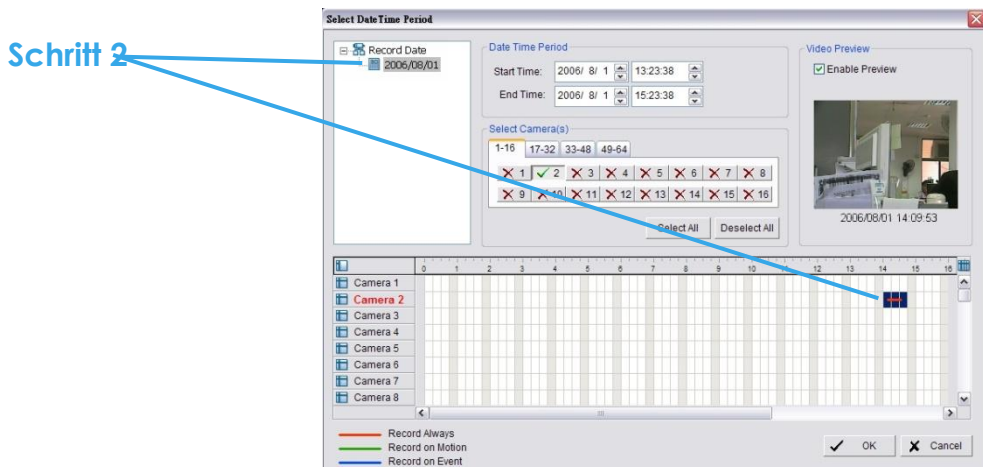 Select DateTime Period
Schritt 2
Record Date
2006/08/01
Date Time Period
Start Time: 2006/ 8/ 1 13:23:38
End Time: 2006/ 8/ 1 15:23:38
Select Camera(s)
1-16 17-32 33-48 49-64
1 2 3 4 5 6 7 8
9 10 11 12 13 14 15 16
Select All Deselect All
Video Preview
Enable Preview
2006/08/01 14:09:53
0 1 2 3 4 5 6 7 8 9 10 11 12 13 14 15 16
Camera 1
Camera 2
Camera 3
Camera 4
Camera 5
Camera 6
Camera 7
Camera 8
Record Always
Record on Motion
Record on Event
OK Cancel